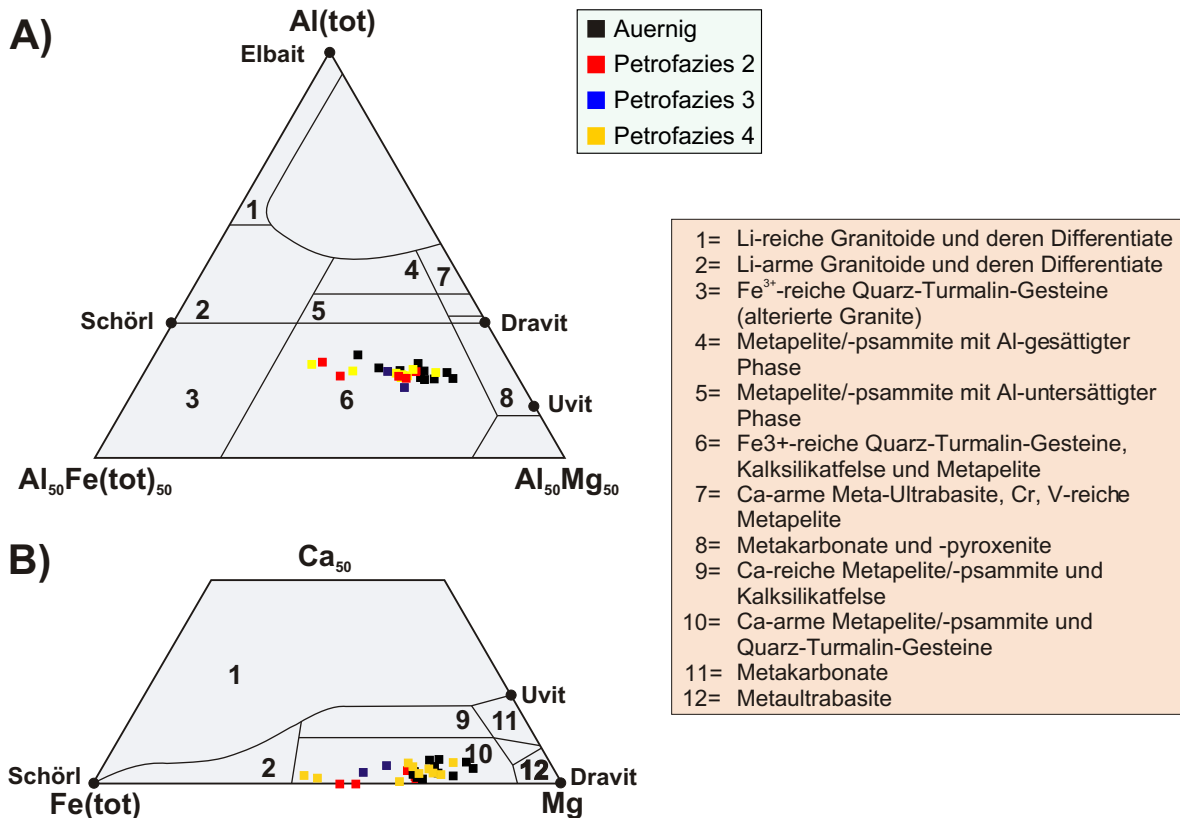 A)
Al(tot)
Elbait
1
4
7
2
5
Schörl
Dravit
3
6
8
Uvit
Al₅₀Fe(tot)₅₀
Al₅₀Mg₅₀
Auernig
Petrofazies 2
Petrofazies 3
Petrofazies 4
B)
Ca₅₀
1
Uvit
9
11
2
10
12
Schörl
Dravit
Fe(tot)
Mg
1= Li-reiche Granitoide und deren Differentiate
2= Li-arme Granitoide und deren Differentiate
3= Fe³⁺-reiche Quarz-Turmalin-Gesteine
(alterierte Granite)
4= Metapelite/-psammite mit Al-gesättigter
Phase
5= Metapelite/-psammite mit Al-untersättigter
Phase
6= Fe3+-reiche Quarz-Turmalin-Gesteine,
Kalksilikatfelse und Metapelite
7= Ca-arme Meta-Ultrabasite, Cr, V-reiche
Metapelite
8= Metakarbonate und -pyroxenite
9= Ca-reiche Metapelite/-psammite und
Kalksilikatfelse
10= Ca-arme Metapelite/-psammite und
Quarz-Turmalin-Gesteine
11= Metakarbonate
12= Metaultrabasite